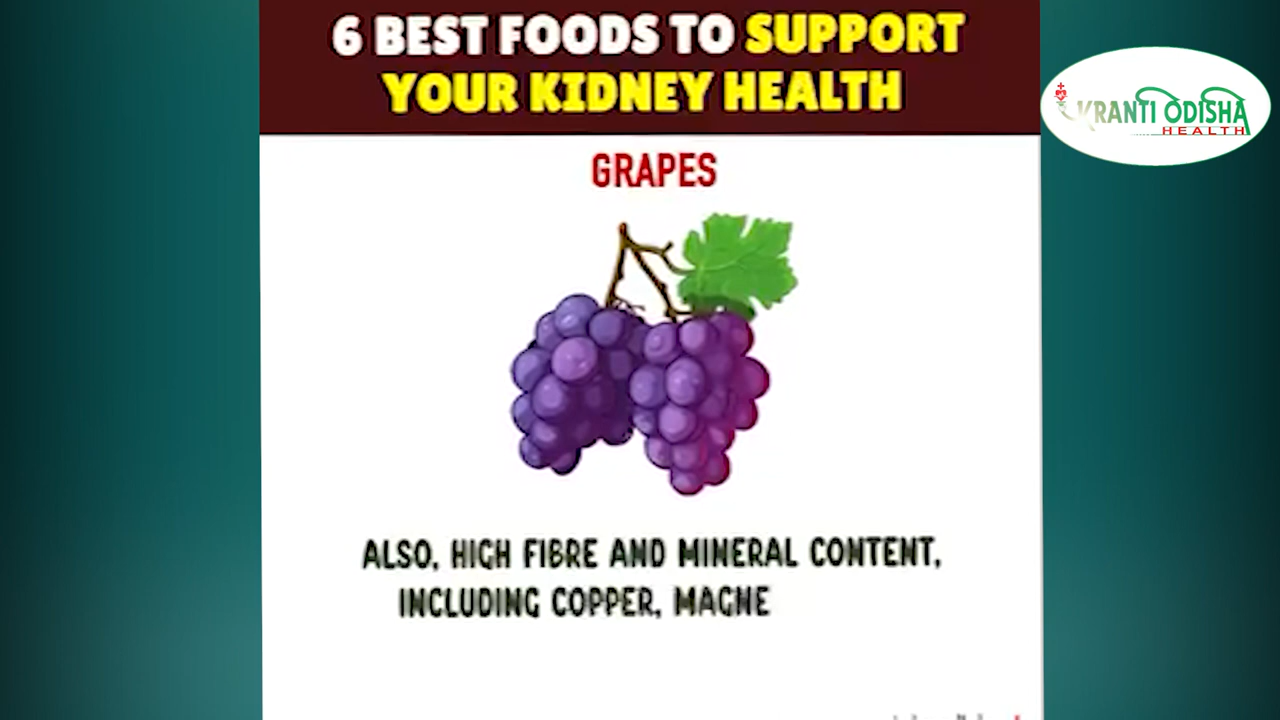 6 BEST FOODS TO SUPPORT
YOUR KIDNEY HEALTH
KRANTI ODISHA
HEALTH
GRAPES
ALSO, HIGH FIBRE AND MINERAL CONTENT,
INCLUDING COPPER, MAGNE